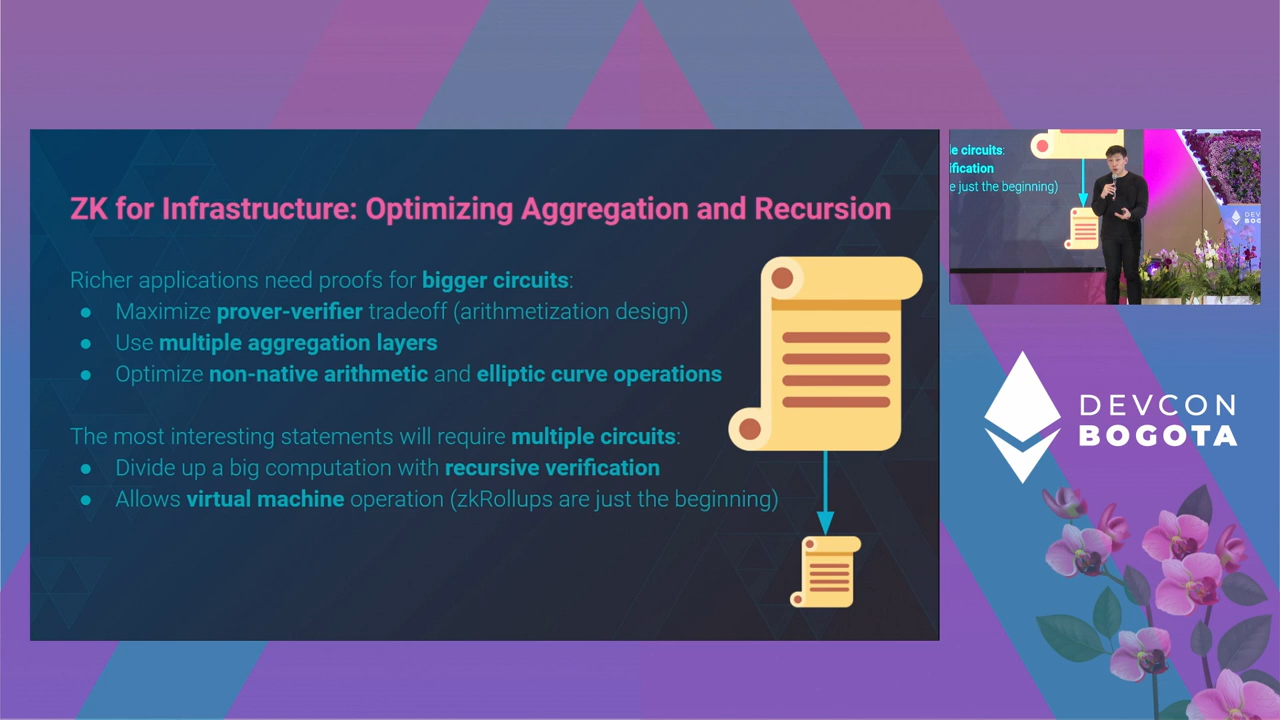 ZK for Infrastructure: Optimizing Aggregation and Recursion
Richer applications need proofs for bigger circuits:
● Maximize prover-verifier tradeoff (arithmetization design)
● Use multiple aggregation layers
● Optimize non-native arithmetic and elliptic curve operations
The most interesting statements will require multiple circuits:
● Divide up a big computation with recursive verification
● Allows virtual machine operation (zkRollups are just the beginning)
le circuits:
ification
e just the beginning)
DEVC
BOG
DEVCON
BOGOTA